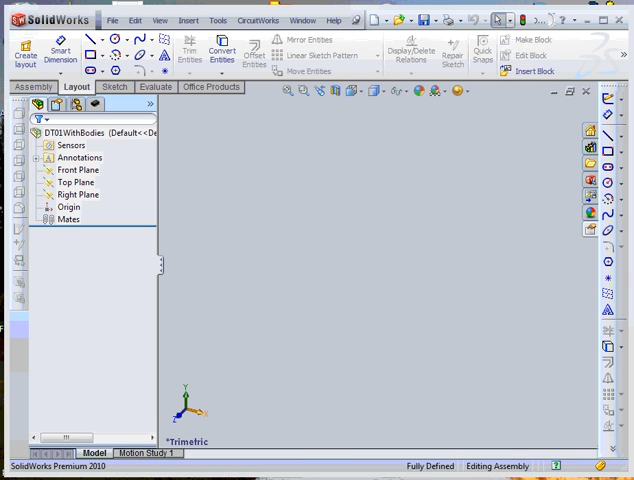 SolidWorks File Edit View Insert Tools CircuitWorks Window Help
Create layout
Smart Dimension
Trim Entities
Convert Entities
Offset Entities
Mirror Entities
Linear Sketch Pattern
Move Entities
Display/Delete Relations
Repair Sketch
Quick Snaps
Make Block
Edit Block
Insert Block
Assembly Layout Sketch Evaluate Office Products
DT01WithBodies (Default<<De
Sensors
Annotations
Front Plane
Top Plane
Right Plane
Origin
Mates
Y
X
Z
*Trimetric
Model Motion Study 1
SolidWorks Premium 2010 Fully Defined Editing Assembly